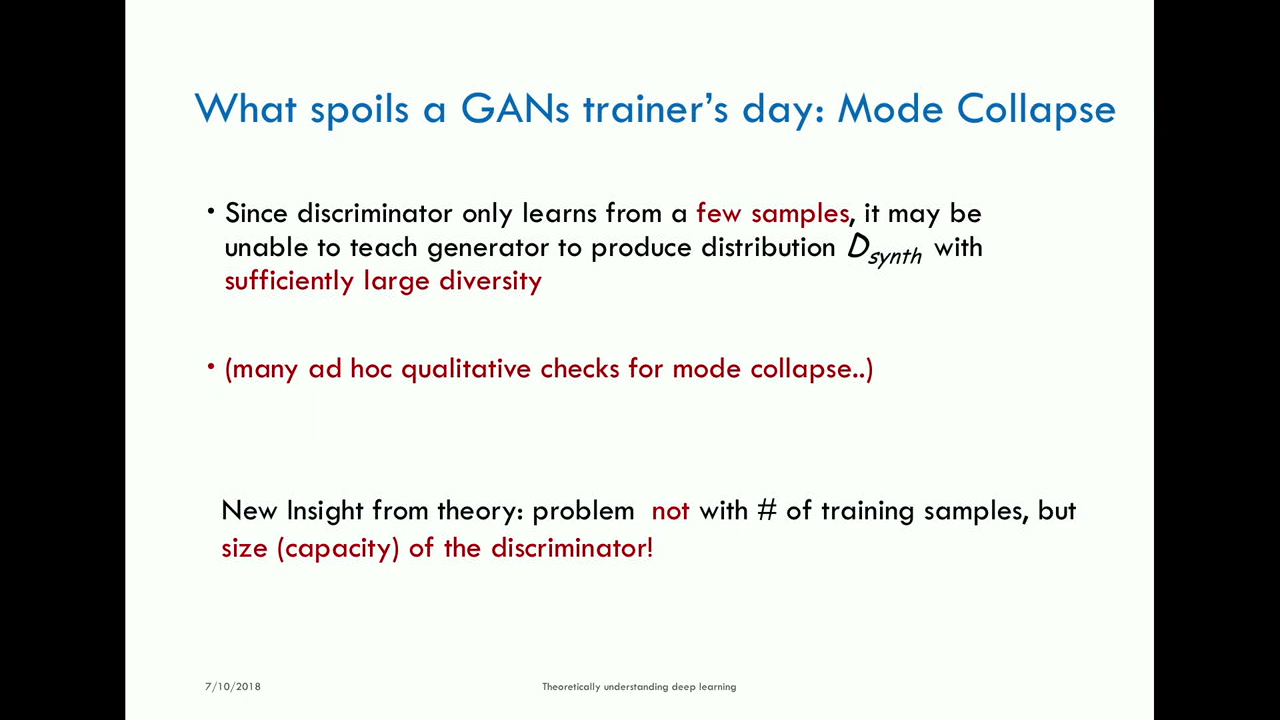 What spoils a GANs trainer's day: Mode Collapse
• Since discriminator only learns from a few samples, it may be
unable to teach generator to produce distribution Dsynth with
sufficiently large diversity
• (many ad hoc qualitative checks for mode collapse..)
New Insight from theory: problem not with # of training samples, but
size (capacity) of the discriminator!
7/10/2018
Theoretically understanding deep learning